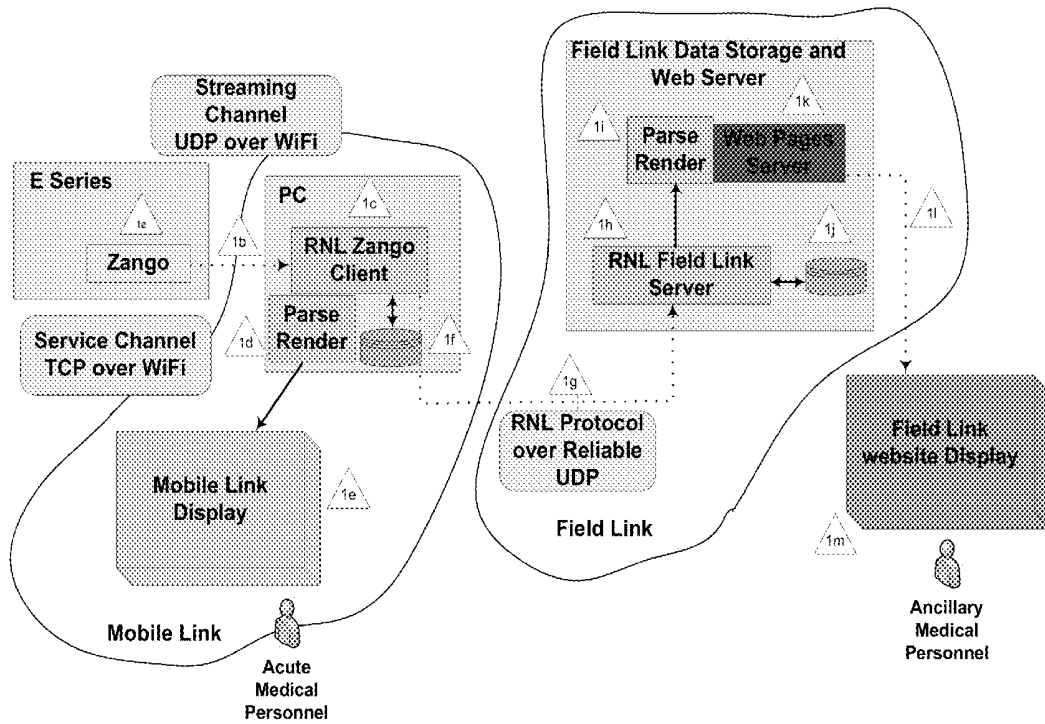 Streaming
Channel
UDP over WiFi
E Series
1a
Zango
1b
PC
1c
RNL Zango
Client
Parse
Render
1d
1f
Service Channel
TCP over WiFi
Mobile Link
Display
1e
Mobile Link
Acute
Medical
Personnel
Field Link Data Storage and
Web Server
1k
1i
Parse
Render
Web Pages
Server
1h
1j
1l
RNL Field Link
Server
1g
RNL Protocol
over Reliable
UDP
Field Link
Field Link
website Display
1m
Ancillary
Medical
Personnel